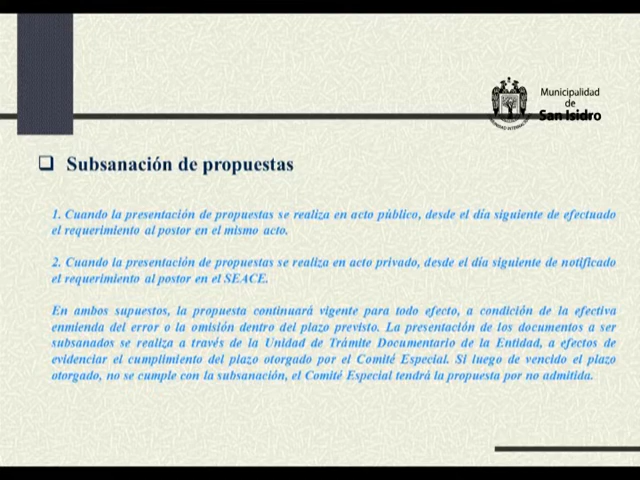 Municipalidad
de
San Isidro
Subsanación de propuestas
1. Cuando la presentación de propuestas se realiza en acto público, desde el día siguiente de efectuado
el requerimiento al postor en el mismo acto.
2. Cuando la presentación de propuestas se realiza en acto privado, desde el día siguiente de notificado
el requerimiento al postor en el SEACE.
En ambos supuestos, la propuesta continuará vigente para todo efecto, a condición de la efectiva
enmienda del error o la omisión dentro del plazo previsto. La presentación de los documentos a ser
subsanados se realiza a través de la Unidad de Trámite Documentario de la Entidad, a efectos de
evidenciar el cumplimiento del plazo otorgado por el Comité Especial. Si luego de vencido el plazo
otorgado, no se cumple con la subsanación, el Comité Especial tendrá la propuesta por no admitida.